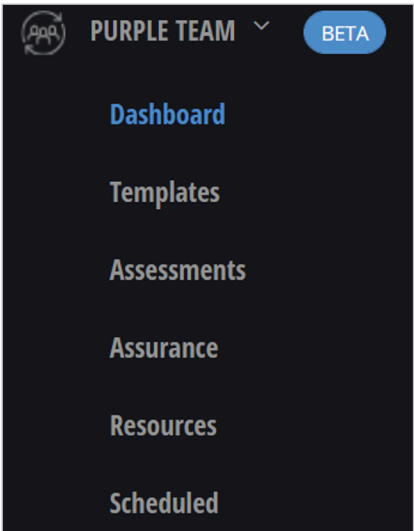 PURPLE TEAM BETA
Dashboard
Templates
Assessments
Assurance
Resources
Scheduled